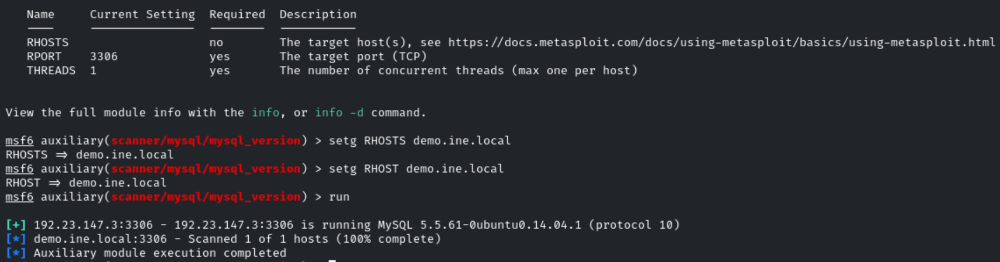 Name Current Setting Required Description
RHOSTS no The target host(s), see https://docs.metasploit.com/docs/using-metasploit/basics/using-metasploit.html
RPORT 3306 yes The target port (TCP)
THREADS 1 yes The number of concurrent threads (max one per host)
View the full module info with the info, or info -d command.
msf6 auxiliary(scanner/mysql/mysql_version) > setg RHOSTS demo.ine.local
RHOSTS => demo.ine.local
msf6 auxiliary(scanner/mysql/mysql_version) > setg RHOST demo.ine.local
RHOST => demo.ine.local
msf6 auxiliary(scanner/mysql/mysql_version) > run
[+] 192.23.147.3:3306 - 192.23.147.3:3306 is running MySQL 5.5.61-0ubuntu0.14.04.1 (protocol 10)
[*] demo.ine.local:3306 - Scanned 1 of 1 hosts (100% complete)
[*] Auxiliary module execution completed